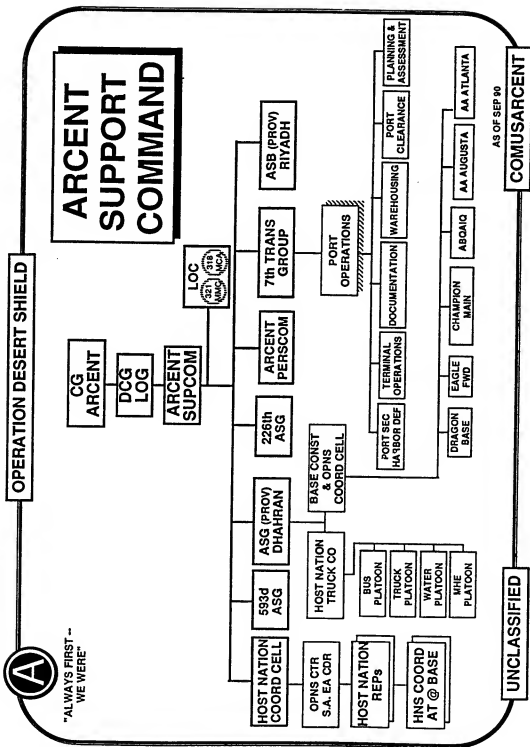 OPERATION DESERT SHIELD
"ALWAYS FIRST --
WE WERE"
A
ARCENT
SUPPORT
COMMAND
CG
ARCENT
DCG
LOG
ARCENT
SUPCOM
LOC
321
MMC
318
MCA
HOST NATION
COORD CELL
593d
ASG
ASG (PROV)
DHAHRAN
226th
ASG
ARCENT
PERSCOM
7th TRANS
GROUP
ASB (PROV)
RIYADH
OPNS CTR
S.A. EA CDR
HOST NATION
REPs
HNS COORD
AT @ BASE
HOST NATION
TRUCK CO
BUS
PLATOON
TRUCK
PLATOON
WATER
PLATOON
MHE
PLATOON
BASE CONST
& OPNS
COORD CELL
PORT
OPERATIONS
PORT SEC
HARBOR DEF
TERMINAL
OPERATIONS
DOCUMENTATION
WAREHOUSING
PORT
CLEARANCE
PLANNING &
ASSESSMENT
DRAGON
BASE
EAGLE
FWD
CHAMPION
MAIN
ABQAIQ
AA AUGUSTA
AA ATLANTA
AS OF SEP 90
UNCLASSIFIED
COMUSARCENT